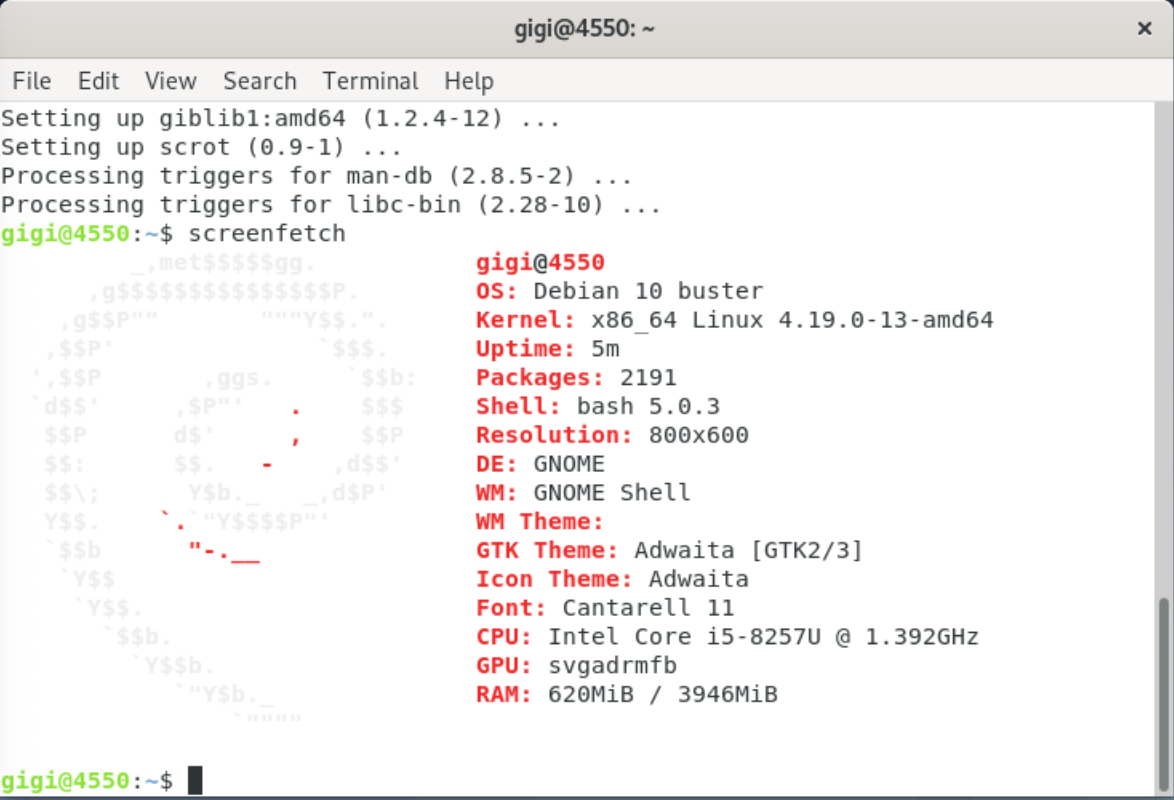 gigi@4550: ~
File Edit View Search Terminal Help
Setting up giblib1:amd64 (1.2.4-12) ...
Setting up scrot (0.9-1) ...
Processing triggers for man-db (2.8.5-2) ...
Processing triggers for libc-bin (2.28-10) ...
gigi@4550:~$ screenfetch
         _,met$$$$$gg.           gigi@4550
      ,g$$$$$$$$$$$$$$$P.        OS: Debian 10 buster
    ,g$$P""       """Y$$.".      Kernel: x86_64 Linux 4.19.0-13-amd64
   ,$$P'              `$$$.      Uptime: 5m
  ',$$P       ,ggs.     `$$b:    Packages: 2191
  `d$$'     ,$P"'   .    $$$     Shell: bash 5.0.3
   $$P      d$'     ,    $$P     Resolution: 800x600
   $$:      $$.   -    ,d$$'     DE: GNOME
   $$\;      Y$b._   _,d$P'      WM: GNOME Shell
   Y$$.    `.`"Y$$$$P"'          WM Theme:
   `$$b      "-.__               GTK Theme: Adwaita [GTK2/3]
    `Y$$                         Icon Theme: Adwaita
     `Y$$.                       Font: Cantarell 11
       `$$b.                     CPU: Intel Core i5-8257U @ 1.392GHz
         `Y$$b.                  GPU: svgadrmfb
            `"Y$b._              RAM: 620MiB / 3946MiB
                `""""
gigi@4550:~$